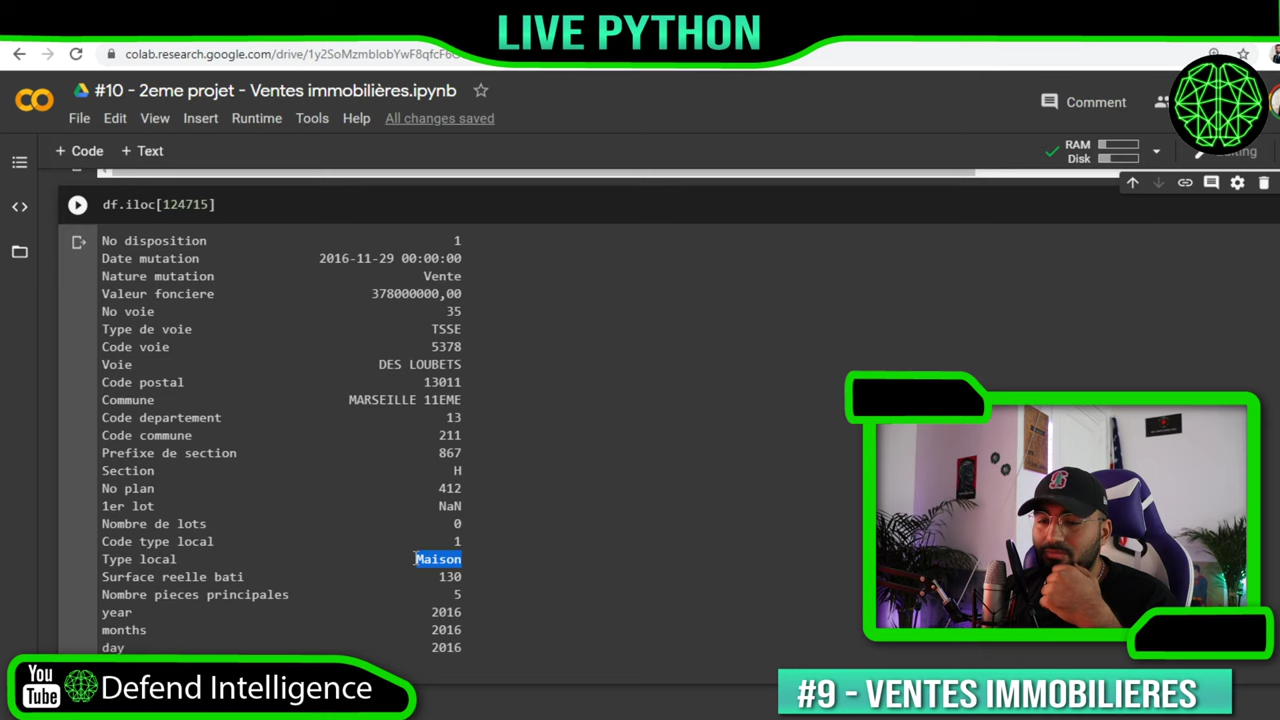 LIVE PYTHON
colab.research.google.com/drive/1y2SoMzmblobYwF8qfcF6
CO
#10 - 2eme projet - Ventes immobilières.ipynb
Comment
File Edit View Insert Runtime Tools Help All changes saved
+ Code + Text
RAM
Disk
Editing
df.iloc[124715]
No disposition 1
Date mutation 2016-11-29 00:00:00
Nature mutation Vente
Valeur fonciere 378000000,00
No voie 35
Type de voie TSSE
Code voie 5378
Voie DES LOUBETS
Code postal 13011
Commune MARSEILLE 11EME
Code departement 13
Code commune 211
Prefixe de section 867
Section H
No plan 412
1er lot NaN
Nombre de lots 0
Code type local 1
Type local Maison
Surface reelle bati 130
Nombre pieces principales 5
year 2016
months 2016
day 2016
You
Tube
Defend Intelligence
#9 - VENTES IMMOBILIERES